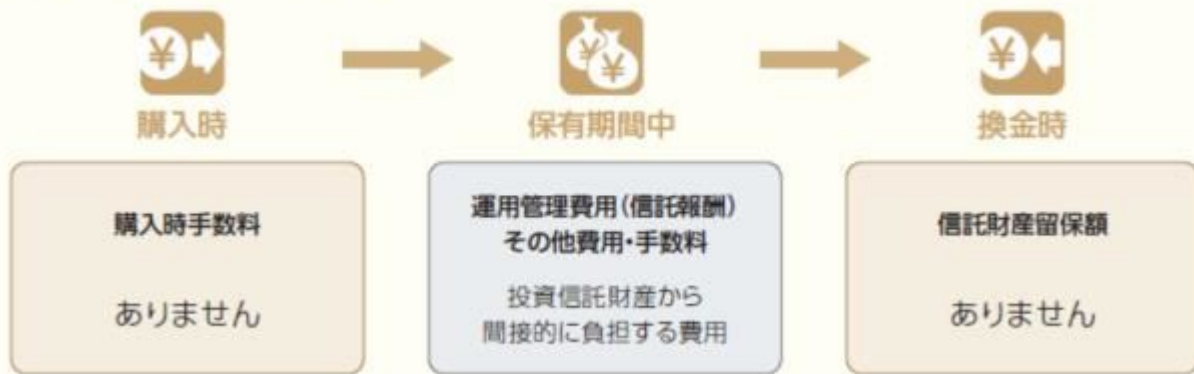 ¥
¥
¥
¥
購入時
保有期間中
換金時
購入時手数料
ありません
運用管理費用(信託報酬)
その他費用・手数料
投資信託財産から
間接的に負担する費用
信託財産留保額
ありません